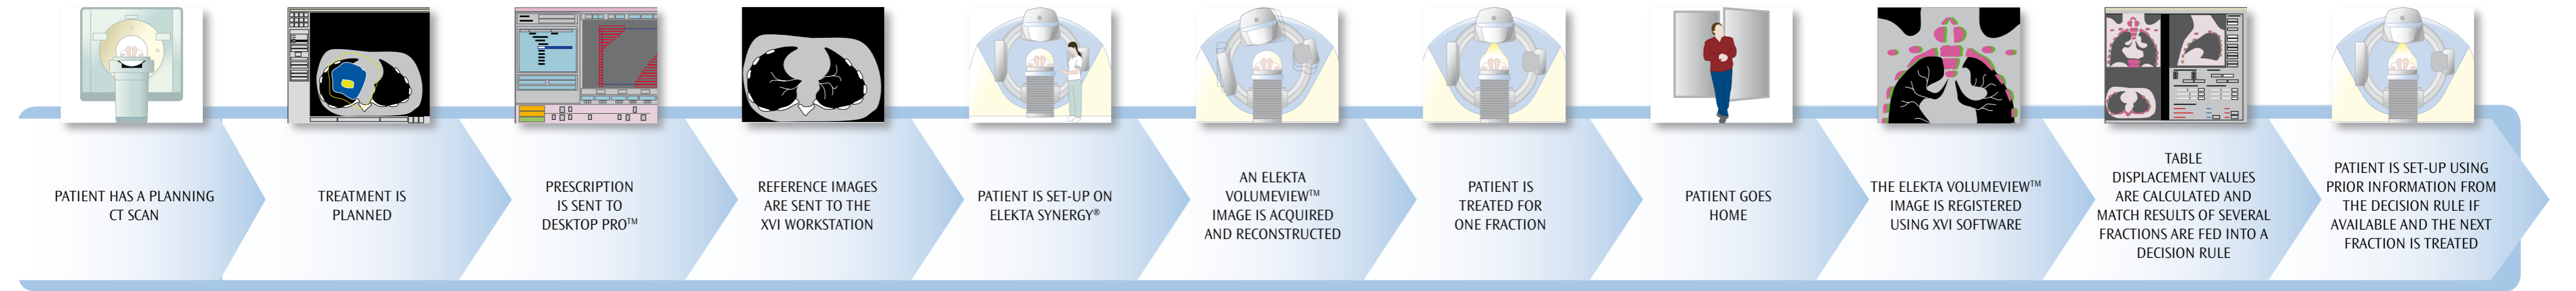 PATIENT HAS A PLANNING
CT SCAN
TREATMENT IS
PLANNED
PRESCRIPTION
IS SENT TO
DESKTOP PRO™
REFERENCE IMAGES
ARE SENT TO THE
XVI WORKSTATION
PATIENT IS SET-UP ON
ELEKTA SYNERGY®
AN ELEKTA
VOLUMEVIEW™
IMAGE IS ACQUIRED
AND RECONSTRUCTED
PATIENT IS
TREATED FOR
ONE FRACTION
PATIENT GOES
HOME
THE ELEKTA VOLUMEVIEW™
IMAGE IS REGISTERED
USING XVI SOFTWARE
TABLE
DISPLACEMENT VALUES
ARE CALCULATED AND
MATCH RESULTS OF SEVERAL
FRACTIONS ARE FED INTO A
DECISION RULE
PATIENT IS SET-UP USING
PRIOR INFORMATION FROM
THE DECISION RULE IF
AVAILABLE AND THE NEXT
FRACTION IS TREATED